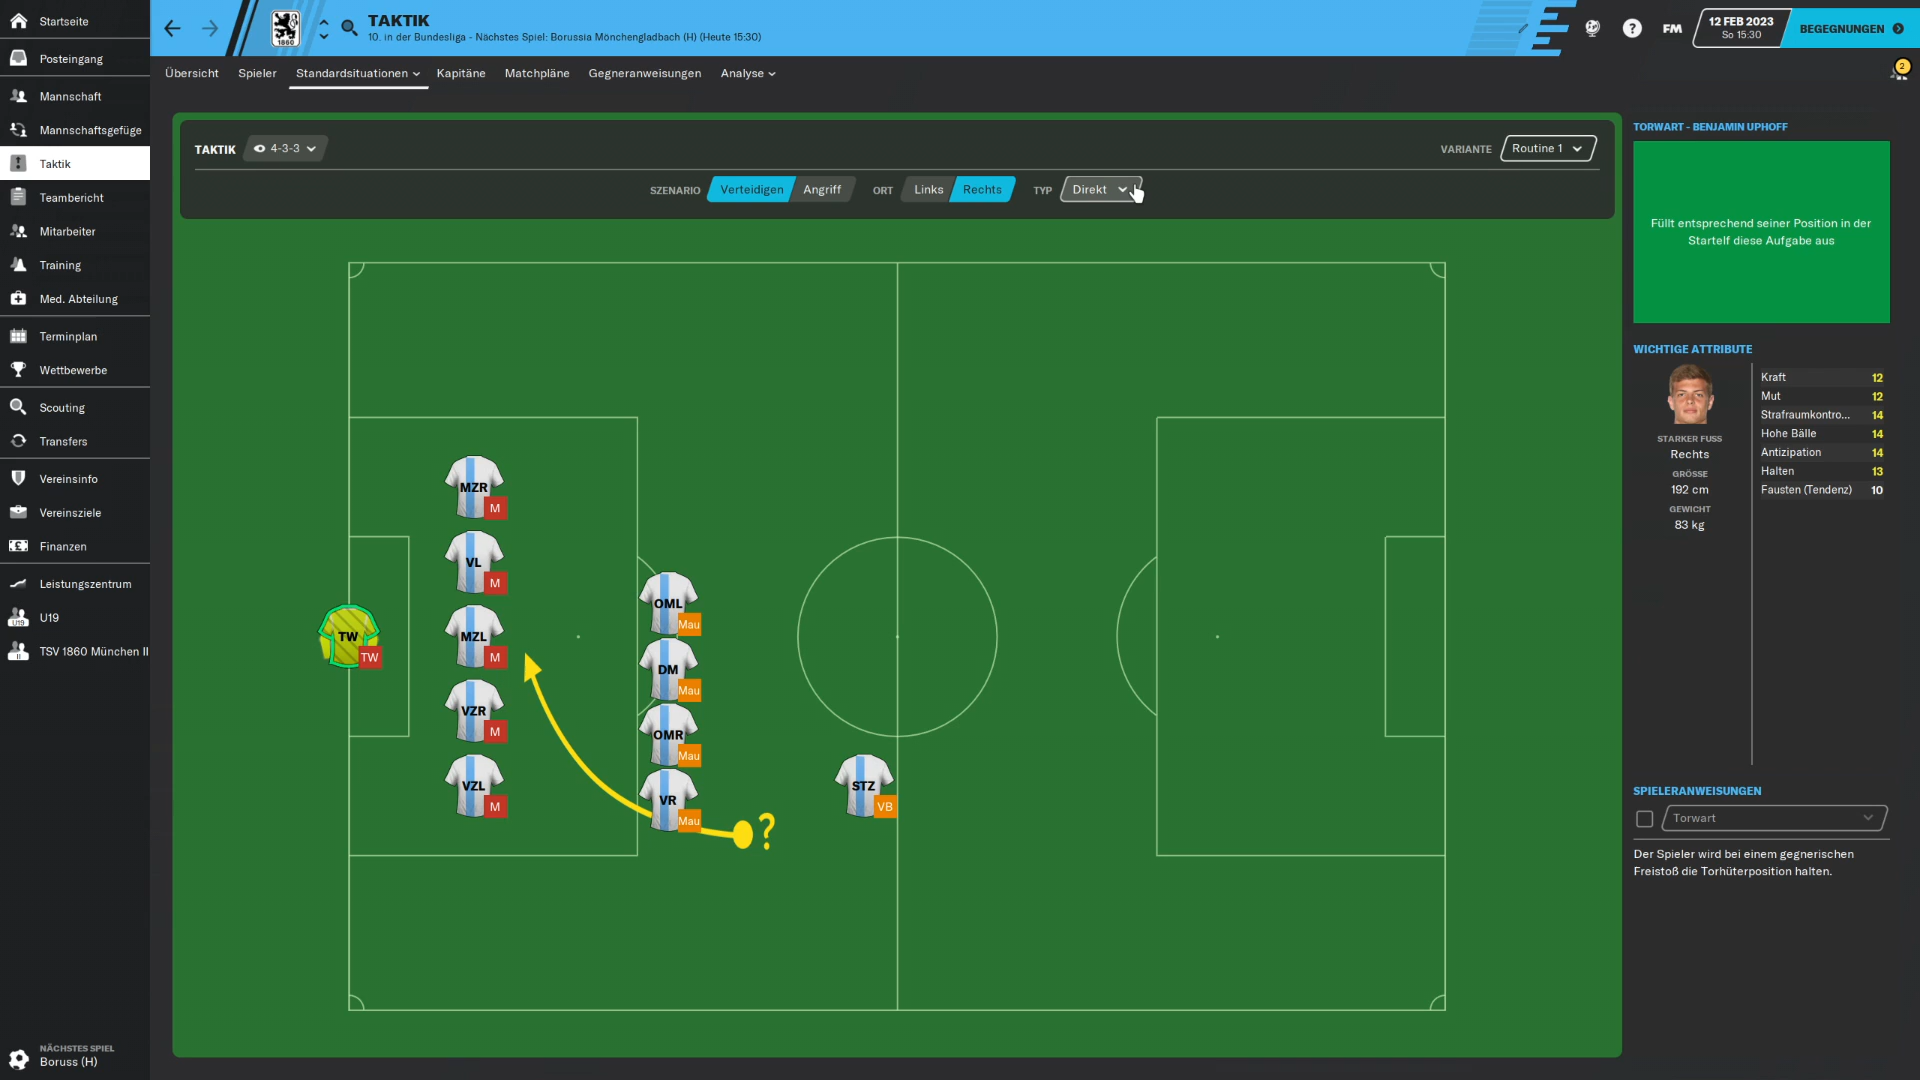 Startseite
Posteingang
Mannschaft
Mannschaftsgefüge
Taktik
Teambericht
Mitarbeiter
Training
Med. Abteilung
Terminplan
Wettbewerbe
Scouting
Transfers
Vereinsinfo
Vereinsziele
Finanzen
Leistungszentrum
U19
U19
TSV 1860 München II
II
NÄCHSTES SPIEL
Boruss (H)
1860
TAKTIK
10. in der Bundesliga - Nächstes Spiel: Borussia Mönchengladbach (H) (Heute 15:30)
?
FM
12 FEB 2023
So 15:30
BEGEGNUNGEN
Übersicht
Spieler
Standardsituationen
Kapitäne
Matchpläne
Gegneranweisungen
Analyse
2
TAKTIK
4-3-3
VARIANTE
Routine 1
SZENARIO
Verteidigen
Angriff
ORT
Links
Rechts
TYP
Direkt
MZR
M
VL
M
TW
TW
MZL
M
VZR
M
VZL
M
OML
Mau
DM
Mau
OMR
Mau
VR
Mau
?
STZ
VB
TORWART - BENJAMIN UPHOFF
Füllt entsprechend seiner Position in der
Startelf diese Aufgabe aus
WICHTIGE ATTRIBUTE
STARKER FUSS
Rechts
GRÖSSE
192 cm
GEWICHT
83 kg
Kraft 12
Mut 12
Strafraumkontro... 14
Hohe Bälle 14
Antizipation 14
Halten 13
Fausten (Tendenz) 10
SPIELERANWEISUNGEN
Torwart
Der Spieler wird bei einem gegnerischen
Freistoß die Torhüterposition halten.